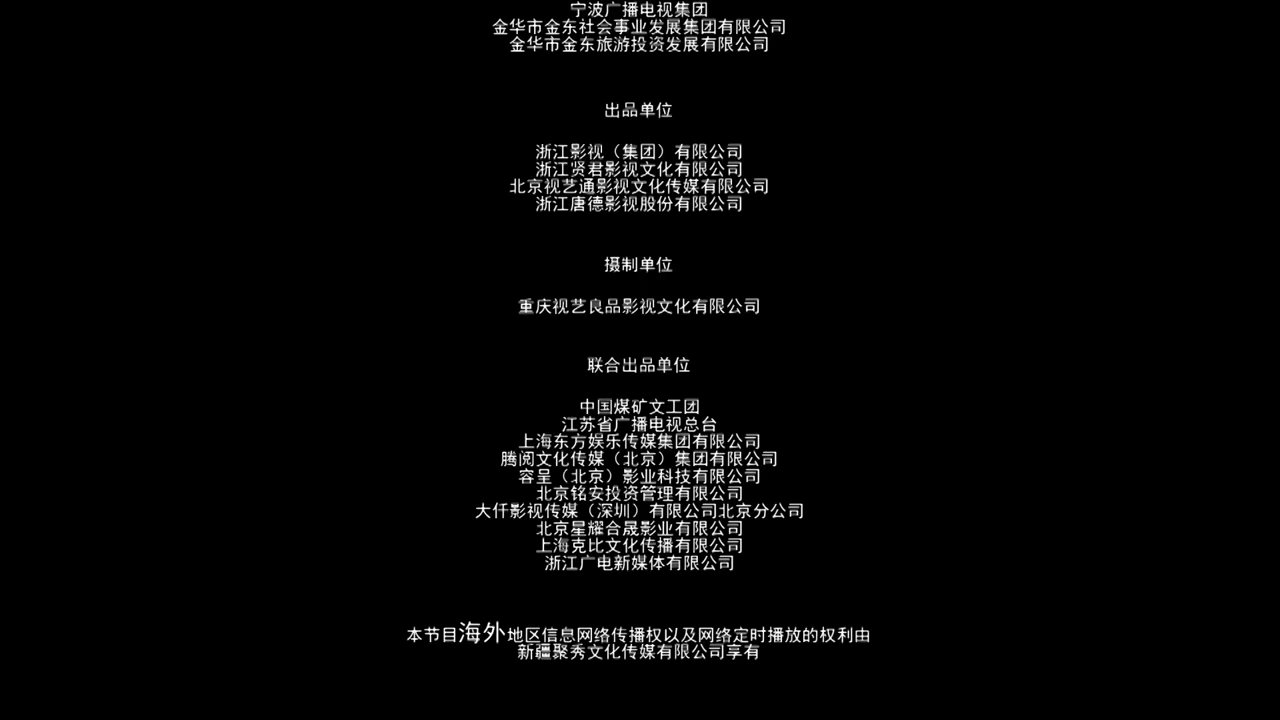 宁波广播电视集团
金华市金东社会事业发展集团有限公司
金华市金东旅游投资发展有限公司
出品单位
浙江影视（集团）有限公司
浙江贤君影视文化有限公司
北京视艺通影视文化传媒有限公司
浙江唐德影视股份有限公司
摄制单位
重庆视艺良品影视文化有限公司
联合出品单位
中国煤矿文工团
江苏省广播电视总台
上海东方娱乐传媒集团有限公司
腾阅文化传媒（北京）集团有限公司
容呈（北京）影业科技有限公司
北京铭安投资管理有限公司
大仟影视传媒（深圳）有限公司北京分公司
北京星耀合晟影业有限公司
上海克比文化传播有限公司
浙江广电新媒体有限公司
本节目海外地区信息网络传播权以及网络定时播放的权利由
新疆聚秀文化传媒有限公司享有